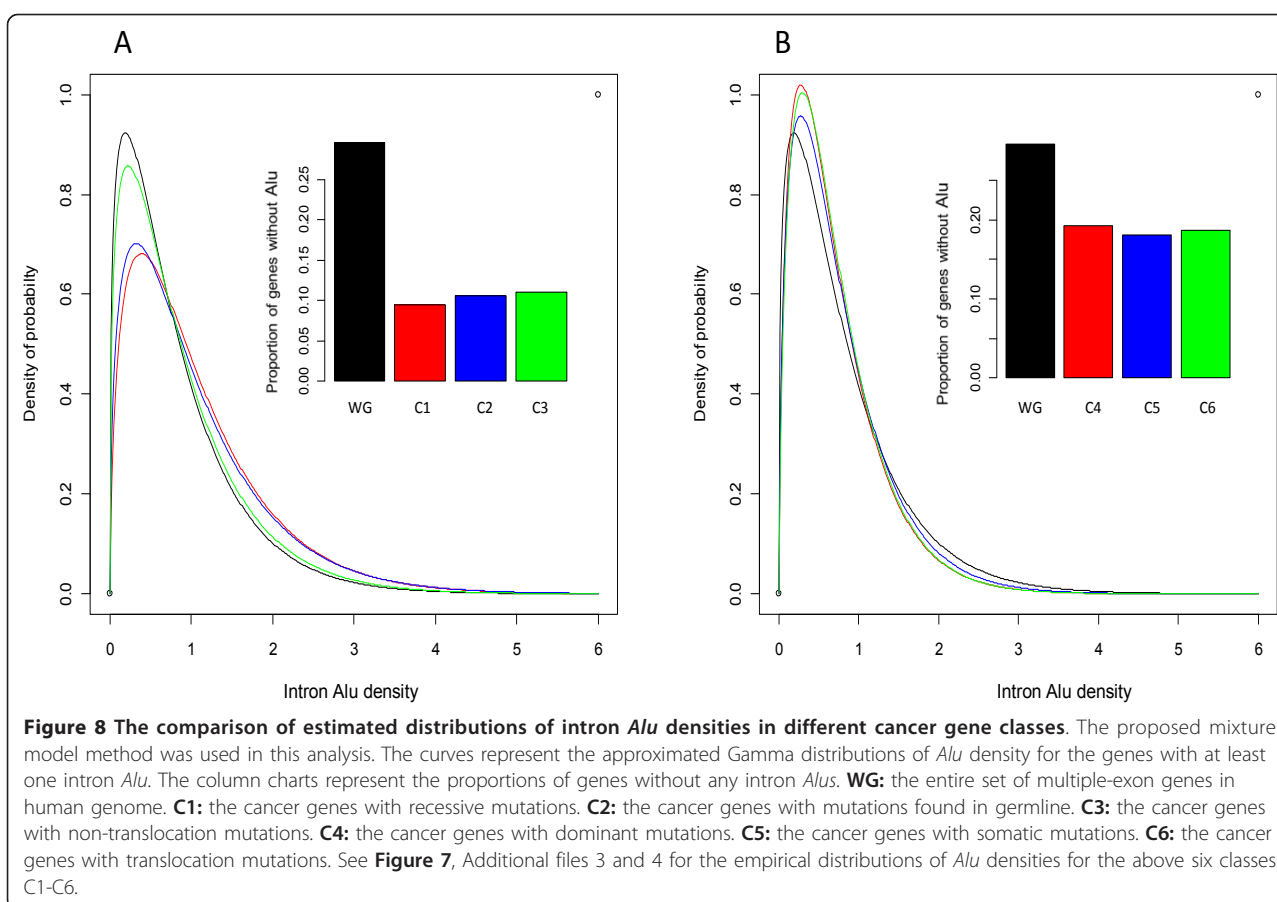 A
B
Density of probabiity
1.0
0.8
0.6
0.4
0.2
0.0
Proportion of genes without Alu
0.25
0.20
0.15
0.10
0.05
0.00
WG C1 C2 C3
0 1 2 3 4 5 6
Intron Alu density
Density of probability
1.0
0.8
0.6
0.4
0.2
0.0
Proportion of genes without Alu
0.20
0.10
0.00
WG C4 C5 C6
0 1 2 3 4 5 6
Intron Alu density
Figure 8 The comparison of estimated distributions of intron Alu densities in different cancer gene classes. The proposed mixture
model method was used in this analysis. The curves represent the approximated Gamma distributions of Alu density for the genes with at least
one intron Alu. The column charts represent the proportions of genes without any intron Alus. WG: the entire set of multiple-exon genes in
human genome. C1: the cancer genes with recessive mutations. C2: the cancer genes with mutations found in germline. C3: the cancer genes
with non-translocation mutations. C4: the cancer genes with dominant mutations. C5: the cancer genes with somatic mutations. C6: the cancer
genes with translocation mutations. See Figure 7, Additional files 3 and 4 for the empirical distributions of Alu densities for the above six classes
C1-C6.